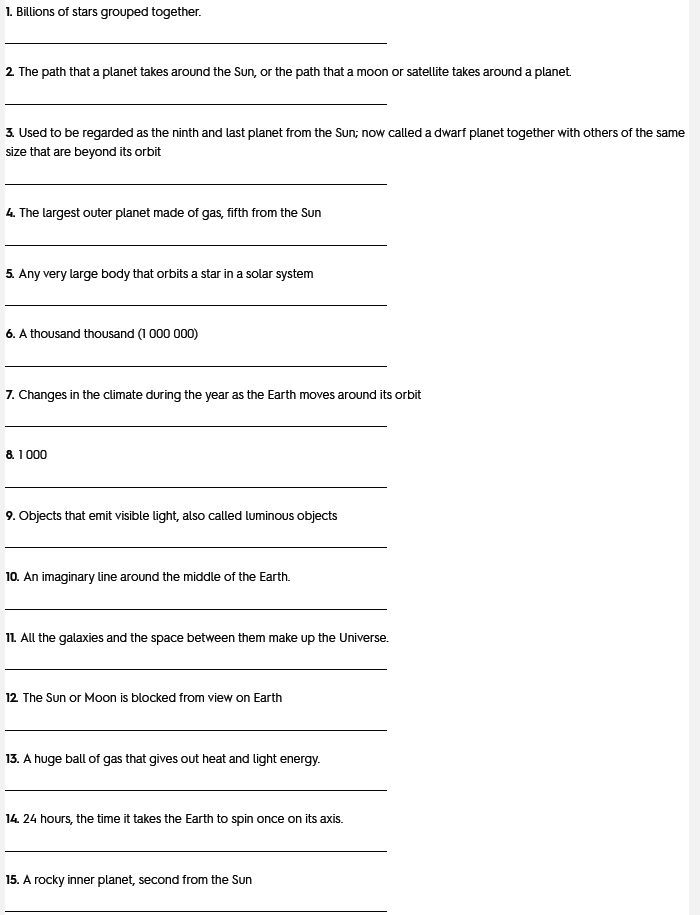 1. Billions of stars grouped together.
2. The path that a planet takes around the Sun, or the path that a moon or satellite takes around a planet.
3. Used to be regarded as the ninth and last planet from the Sun; now called a dwarf planet together with others of the same
size that are beyond its orbit
4. The largest outer planet made of gas, fifth from the Sun
5. Any very large body that orbits a star in a solar system
6. A thousand thousand (1 000 000)
7. Changes in the climate during the year as the Earth moves around its orbit
8. 1 000
9. Objects that emit visible light, also called luminous objects
10. An imaginary line around the middle of the Earth.
11. All the galaxies and the space between them make up the Universe.
12. The Sun or Moon is blocked from view on Earth
13. A huge ball of gas that gives out heat and light energy.
14. 24 hours, the time it takes the Earth to spin once on its axis.
15. A rocky inner planet, second from the Sun